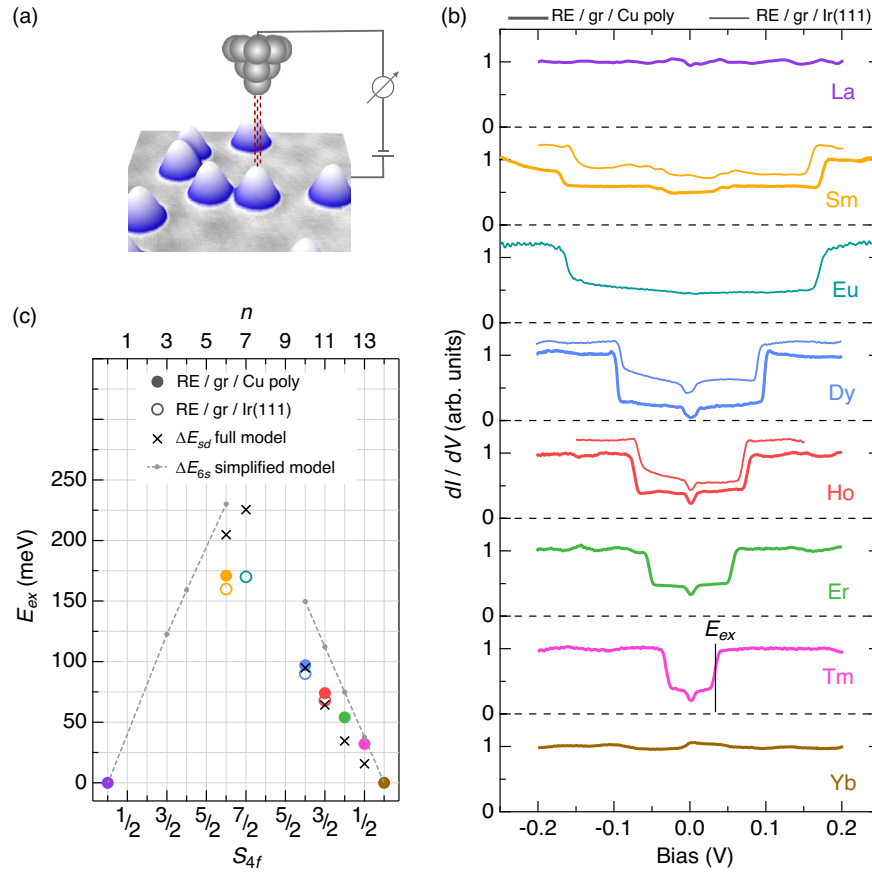 (a)
(b)
RE / gr / Cu poly
RE / gr / Ir(111)
1
La
0
1
Sm
0
1
Eu
0
1
Dy
0
1
Ho
0
1
Er
0
E_ex
1
Tm
0
1
Yb
0
dI / dV (arb. units)
-0.2 -0.1 0.0 0.1 0.2
Bias (V)
(c)
n
1 3 5 7 9 11 13
RE / gr / Cu poly
RE / gr / Ir(111)
ΔE_sd full model
ΔE_6s simplified model
250
225
150
100
50
0
E_ex (meV)
1/2 3/2 5/2 7/2 5/2 3/2 1/2
S_4f